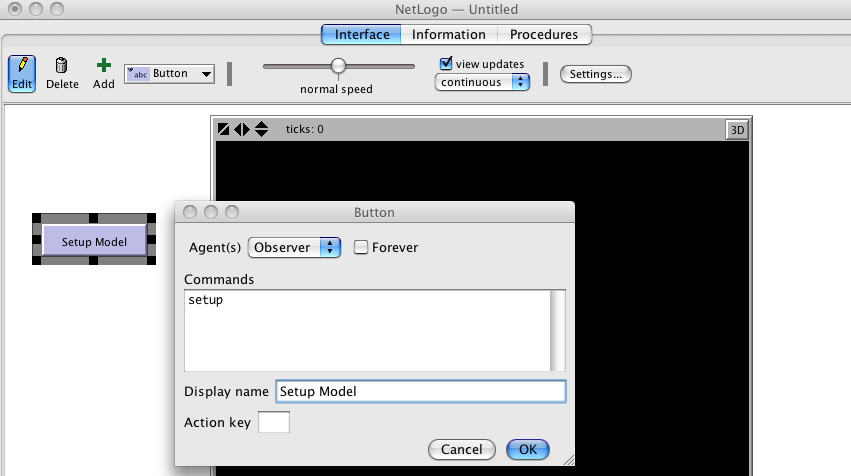 NetLogo — Untitled
Interface Information Procedures
Edit Delete Add abc Button normal speed view updates continuous Settings...
ticks: 0 3D
Setup Model
Button
Agent(s) Observer Forever
Commands
setup
Display name Setup Model
Action key
Cancel OK